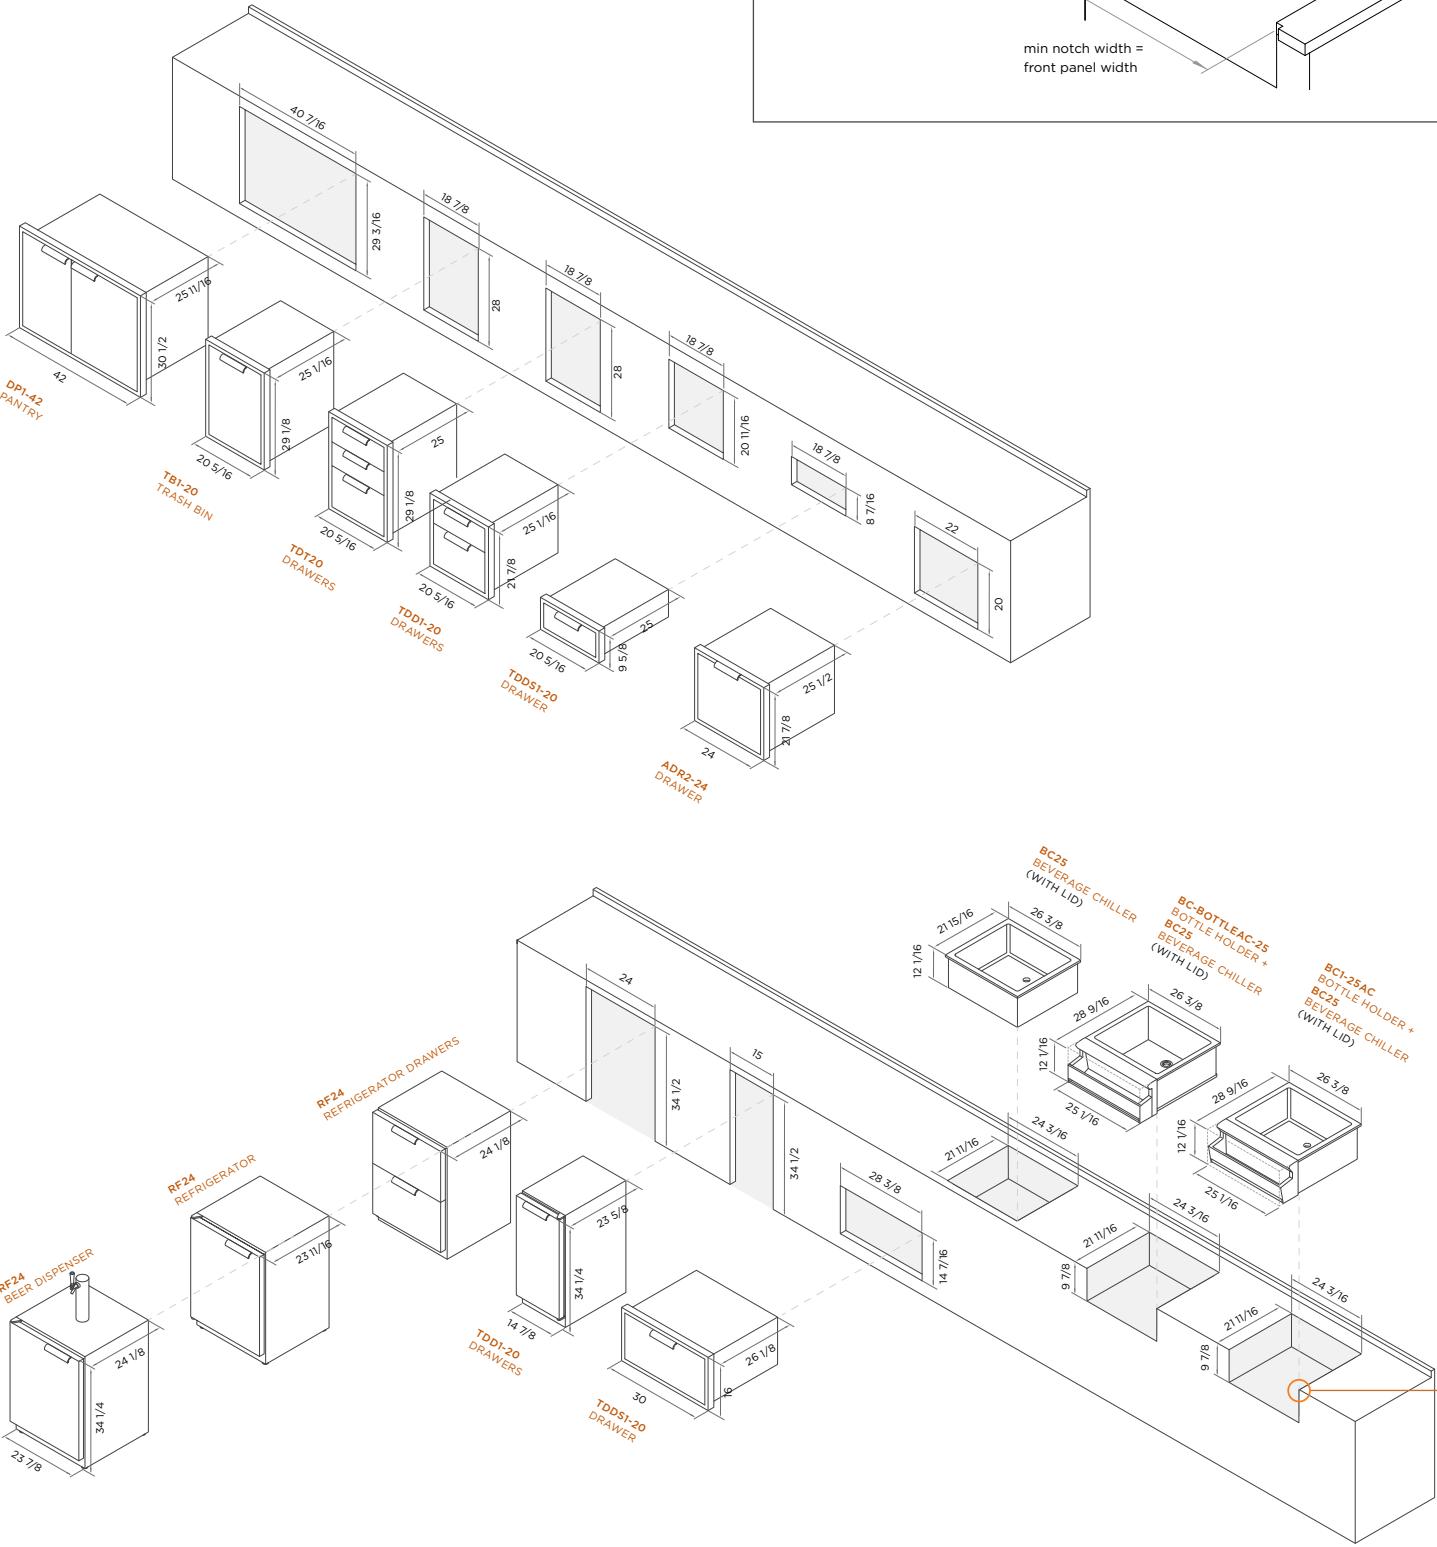 min notch width =
front panel width
40 7/16
29 3/16
18 7/8
28
18 7/8
28
18 7/8
20 11/16
18 7/8
8 7/16
22
20
25 11/16
30 1/2
42
DP1-42
PANTRY
25 1/16
29 1/8
20 5/16
TB1-20
TRASH BIN
25
29 1/8
20 5/16
TDT20
DRAWERS
25 1/16
21 7/8
20 5/16
TDD1-20
DRAWERS
25
9 5/8
20 5/16
TDDS1-20
DRAWER
25 1/2
21 7/8
24
ADR2-24
DRAWER
BC25
BEVERAGE CHILLER
(WITH LID)
21 15/16
26 3/8
12 1/16
BC-BOTTLEAC-25
BOTTLE HOLDER +
BC25
BEVERAGE CHILLER
(WITH LID)
28 9/16
26 3/8
12 1/16
25 1/16
BC1-25AC
BOTTLE HOLDER +
BC25
BEVERAGE CHILLER
(WITH LID)
28 9/16
26 3/8
12 1/16
25 1/16
24
34 1/2
15
34 1/2
28 3/8
14 7/16
21 11/16
24 3/16
21 11/16
24 3/16
9 7/8
21 11/16
24 3/16
9 7/8
RF24
REFRIGERATOR DRAWERS
24 1/8
RF24
REFRIGERATOR
23 11/16
RF24
BEER DISPENSER
24 1/8
34 1/4
23 7/8
23 5/8
34 1/4
14 7/8
TDD1-20
DRAWERS
26 1/8
16
30
TDDS1-20
DRAWER